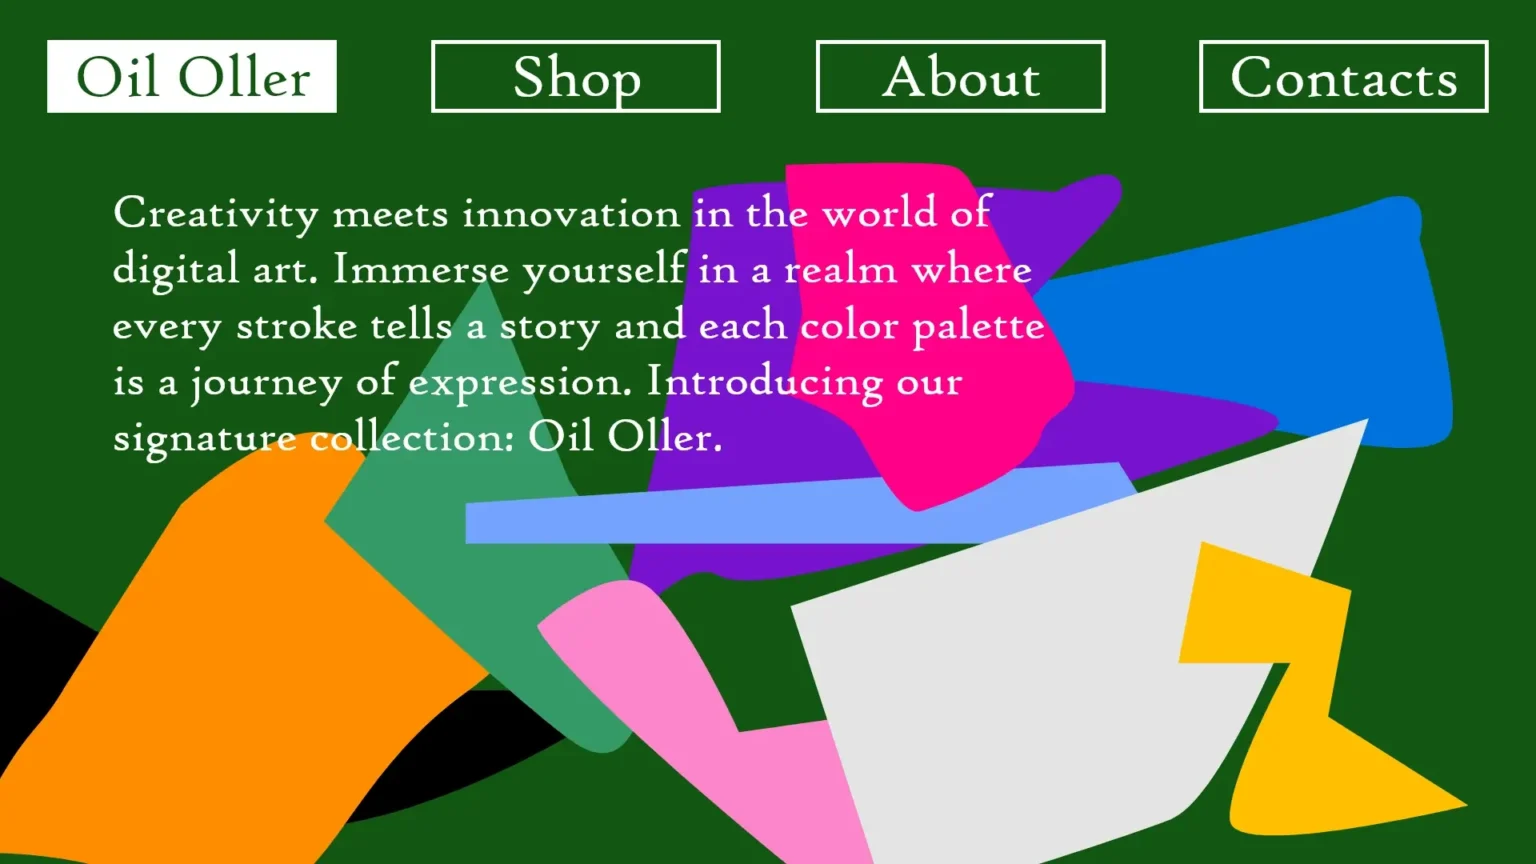 Oil Oller
Shop
About
Contacts
Creativity meets innovation in the world of
digital art. Immerse yourself in a realm where
every stroke tells a story and each color palette
is a journey of expression. Introducing our
signature collection: Oil Oller.